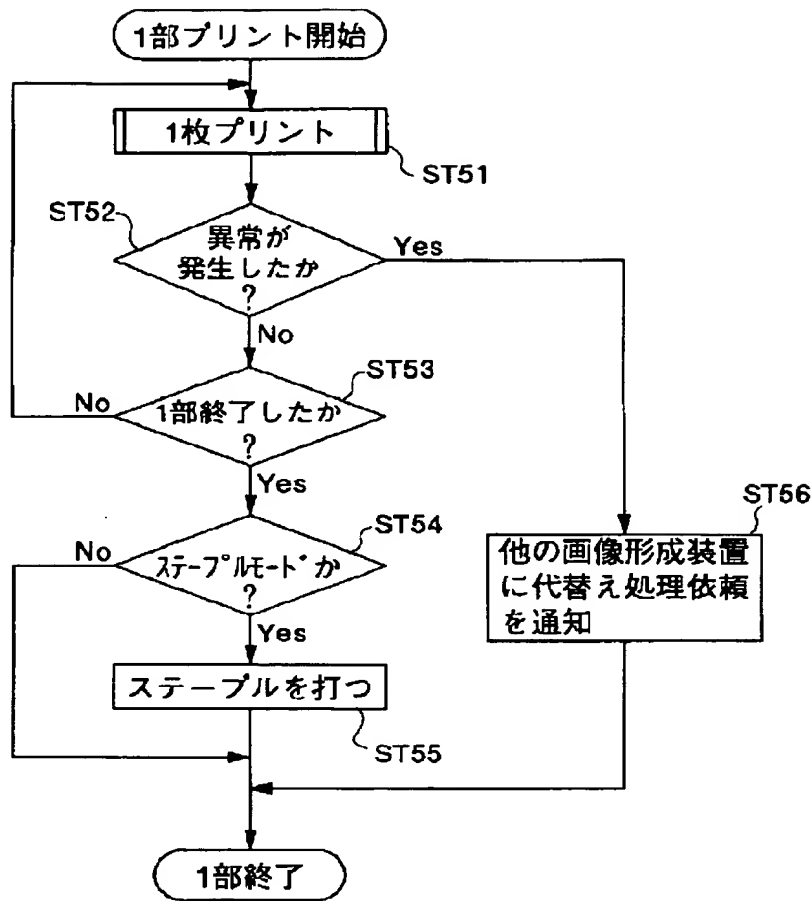 1部プリント開始
1枚プリント
ST51
ST52
異常が
発生したか
?
Yes
No
ST53
No
1部終了したか
?
Yes
ST54
No
ステープルモードか
?
Yes
ST56
他の画像形成装置
に代替え処理依頼
を通知
ステープルを打つ
ST55
1部終了